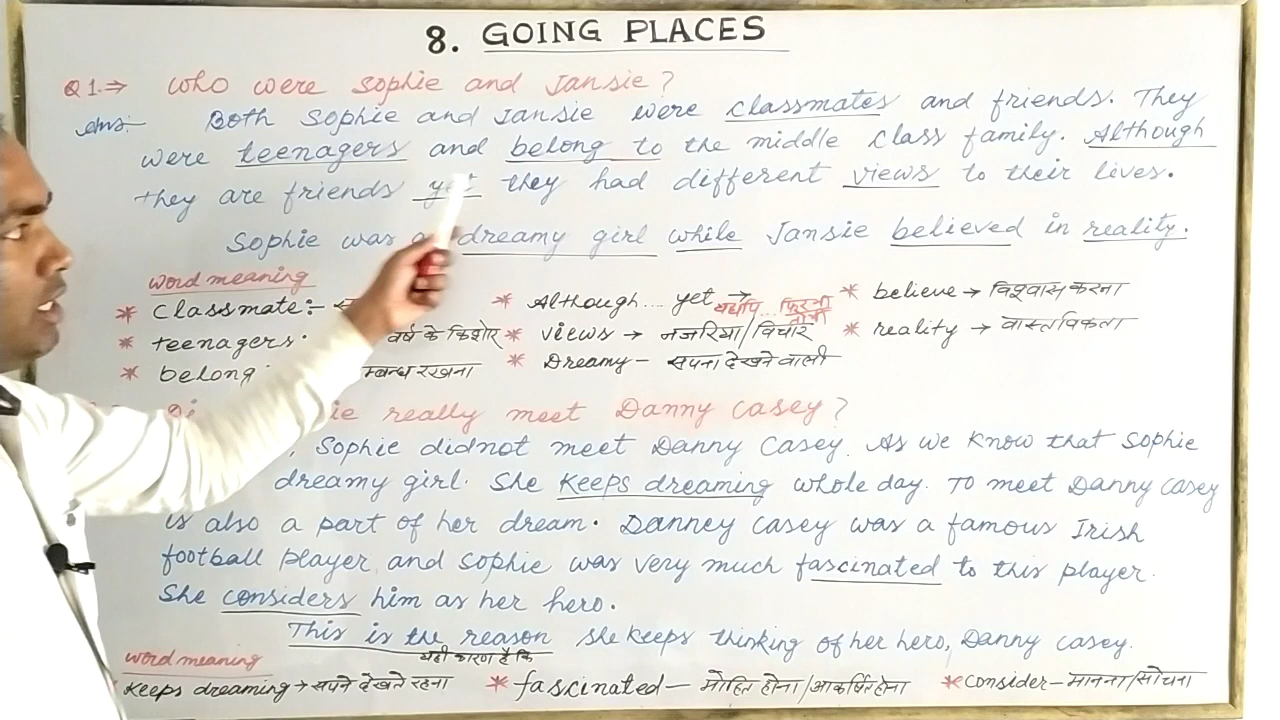 8. GOING PLACES
Q1.⇒ Who were Sophie and Jansie?
Ans:- Both Sophie and Jansie were classmates and friends. They
were teenagers and belong to the middle class family. Although
they are friends yet they had different views to their lives.
Sophie was a dreamy girl while Jansie believed in reality.
word meaning
* Classmate:- * Although... yet → यद्यपि... फिर भी * believe → विश्वास करना
तो भी
* teenagers वर्ष के किशोर * views → नजरिया/विचार * reality → वास्तविकता
* belong म्बन्ध रखना * Dreamy - सपना देखने वाली
really meet Danny Casey?
Sophie didnot meet Danny Casey. As we know that Sophie
dreamy girl. She keeps dreaming whole day. To meet Danny Casey
is also a part of her dream. Danney Casey was a famous Irish
football player and Sophie was very much fascinated to this player.
She considers him as her hero.
This is the reason she keeps thinking of her hero, Danny Casey.
यही कारण है कि
word meaning
Keeps dreaming → सपने देखते रहना * fascinated - मोहित होना/आकर्षित होना * consider - मानना/सोचना